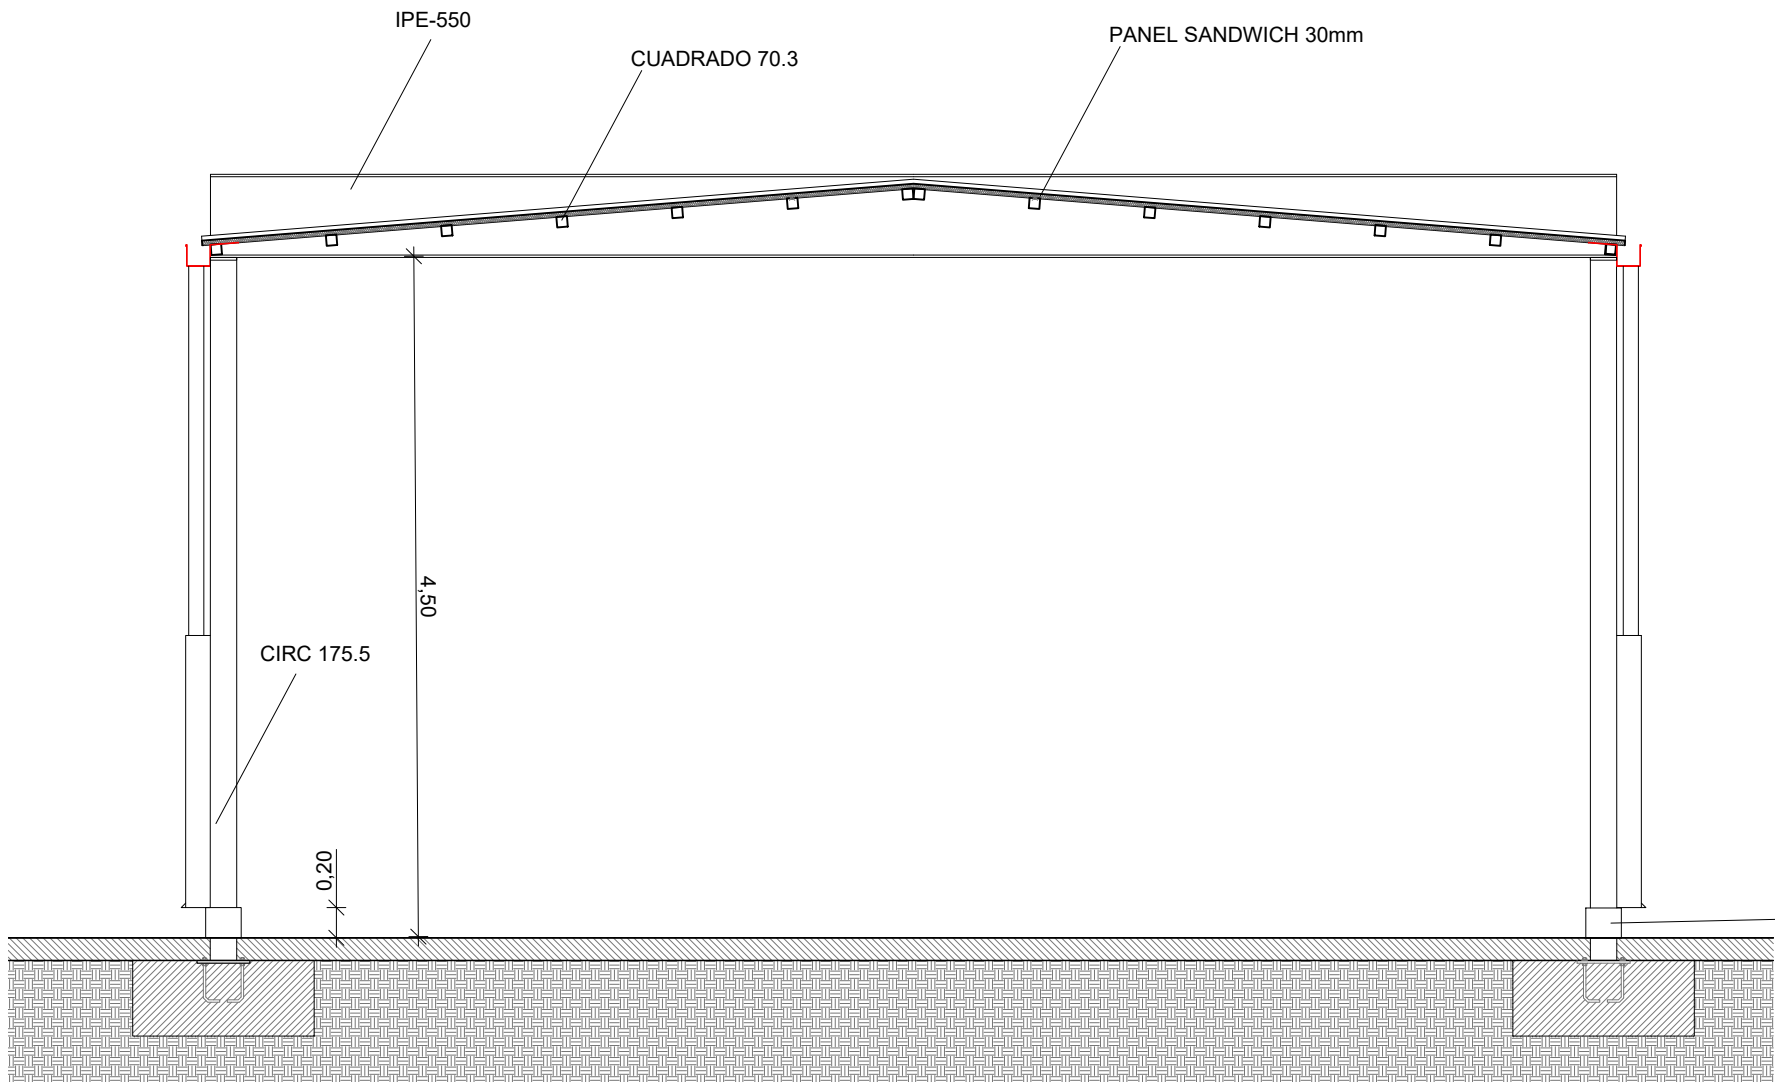 IPE-550
CUADRADO 70.3
PANEL SANDWICH 30mm
4,50
CIRC 175.5
0,20